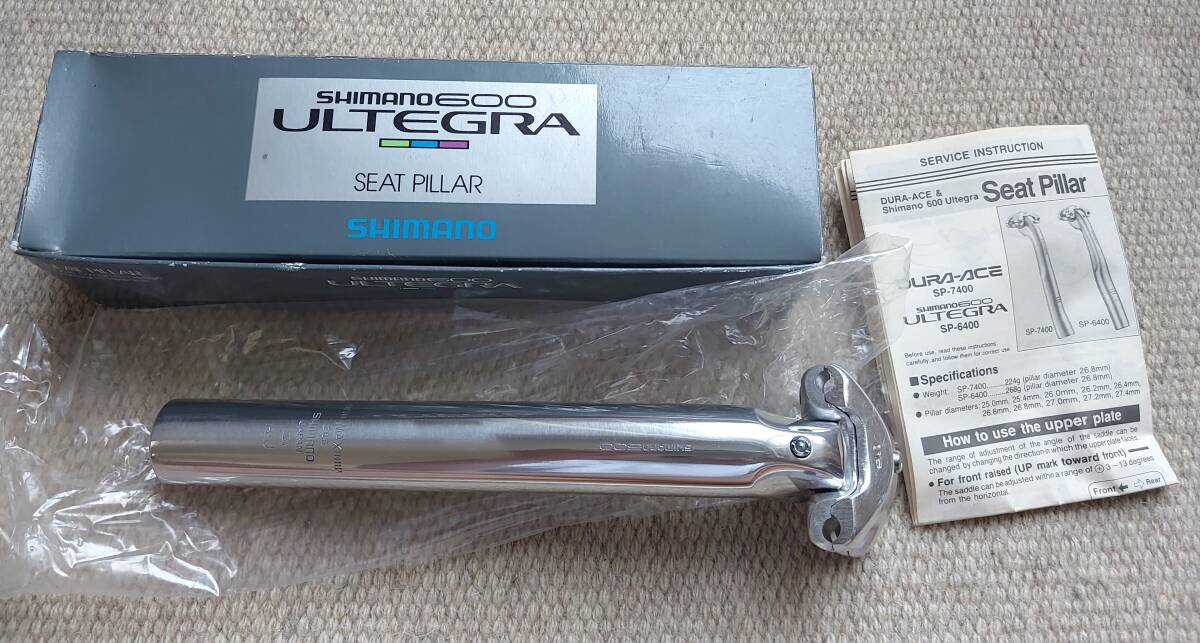 SHIMANO600
ULTEGRA
SEAT PILLAR
SHIMANO
SHIMANO600
ULTEGRA
SERVICE INSTRUCTION
DURA-ACE &
Shimano 600 Ultegra Seat Pillar
DURA-ACE
SP-7400
SHIMANO600
ULTEGRA
SP-6400
SP-7400
SP-6400
Before use, read these instructions
carefully, and follow them for correct use
■ Specifications
● Weight: SP-7400.........224g (pillar diameter 26.8mm)
SP-6400.........268g (pillar diameter 26.8mm)
● Pillar diameters: 25.0mm, 25.4mm, 26.0mm, 26.2mm, 26.4mm,
26.6mm, 26.8mm, 27.0mm, 27.2mm, 27.4mm
How to use the upper plate
The range of adjustment of the angle of the saddle can be
changed by changing the direction in which the upper plate faces.
● For front raised (UP mark toward front)
The saddle can be adjusted within a range of ⊕ 3 – 13 degrees
from the horizontal.
Front ← ⇨ Rear
SHIMANO600
SHIMANO
UP